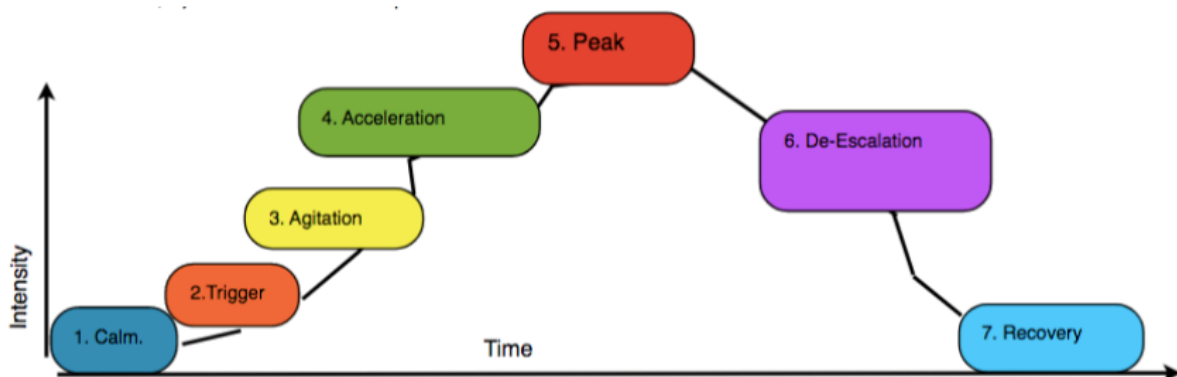 5. Peak
4. Acceleration
6. De-Escalation
3. Agitation
2.Trigger
1. Calm.
7. Recovery
Intensity
Time